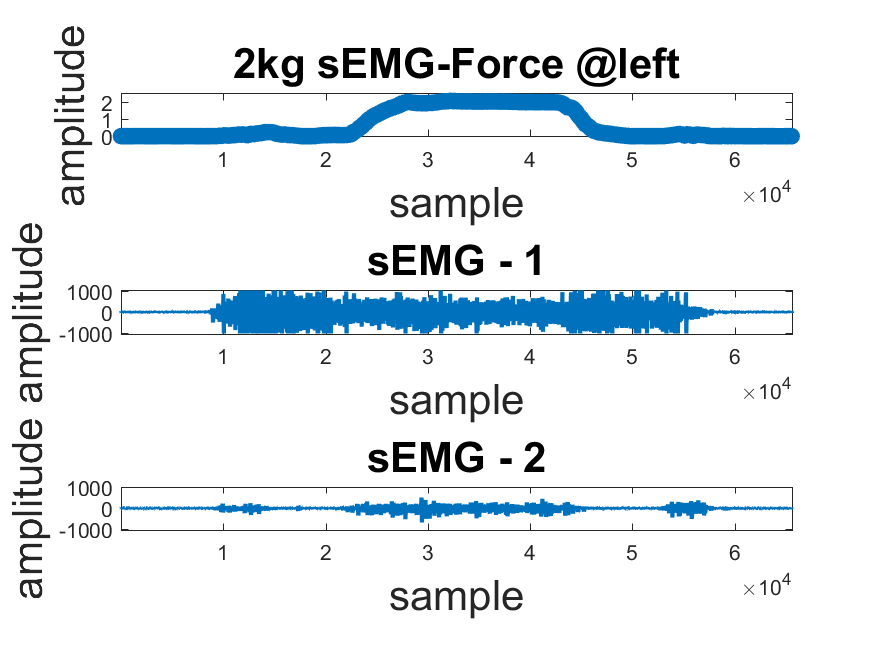 2kg sEMG-Force @left
amplitude
2
1
0
1 2 3 4 5 6
×10^4
sample
sEMG - 1
amplitude
1000
0
-1000
1 2 3 4 5 6
×10^4
sample
sEMG - 2
amplitude
1000
0
-1000
1 2 3 4 5 6
×10^4
sample